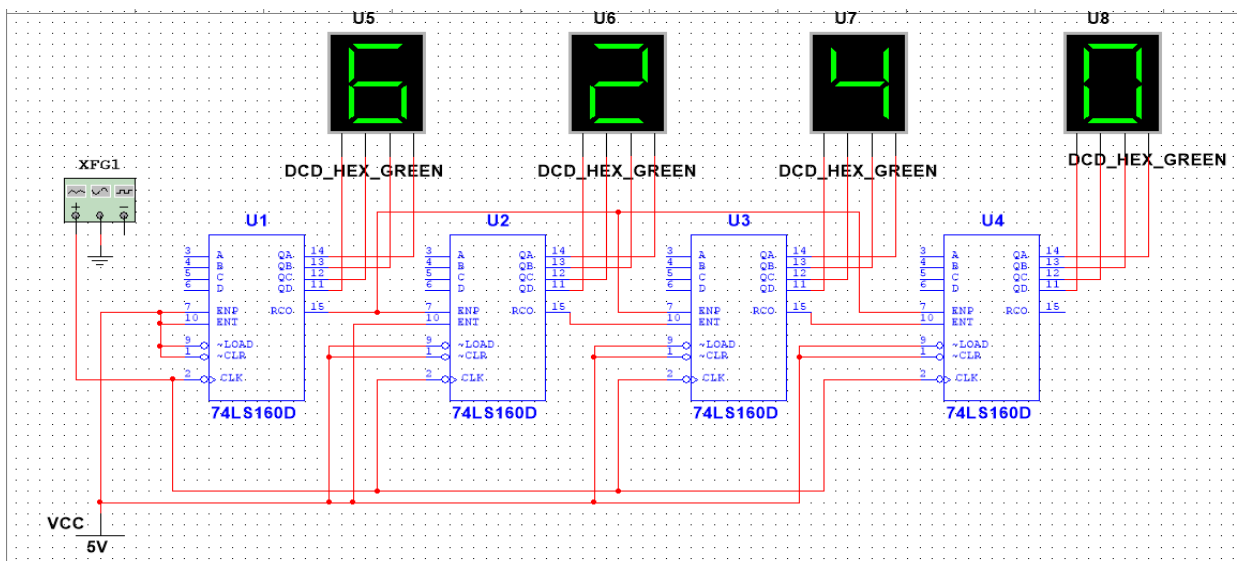 U5 U6 U7 U8
6 2 4 0
DCD_HEX_GREEN DCD_HEX_GREEN DCD_HEX_GREEN DCD_HEX_GREEN
XFG1
+ −
U1
3 A QA 14
4 B QB 13
5 C QC 12
6 D QD 11
7 ENP RCO 15
10 ENT
9 ~LOAD
1 ~CLR
2 CLK
74LS160D
U2
3 A QA 14
4 B QB 13
5 C QC 12
6 D QD 11
7 ENP RCO 15
10 ENT
9 ~LOAD
1 ~CLR
2 CLK
74LS160D
U3
3 A QA 14
4 B QB 13
5 C QC 12
6 D QD 11
7 ENP RCO 15
10 ENT
9 ~LOAD
1 ~CLR
2 CLK
74LS160D
U4
3 A QA 14
4 B QB 13
5 C QC 12
6 D QD 11
7 ENP RCO 15
10 ENT
9 ~LOAD
1 ~CLR
2 CLK
74LS160D
VCC
5V